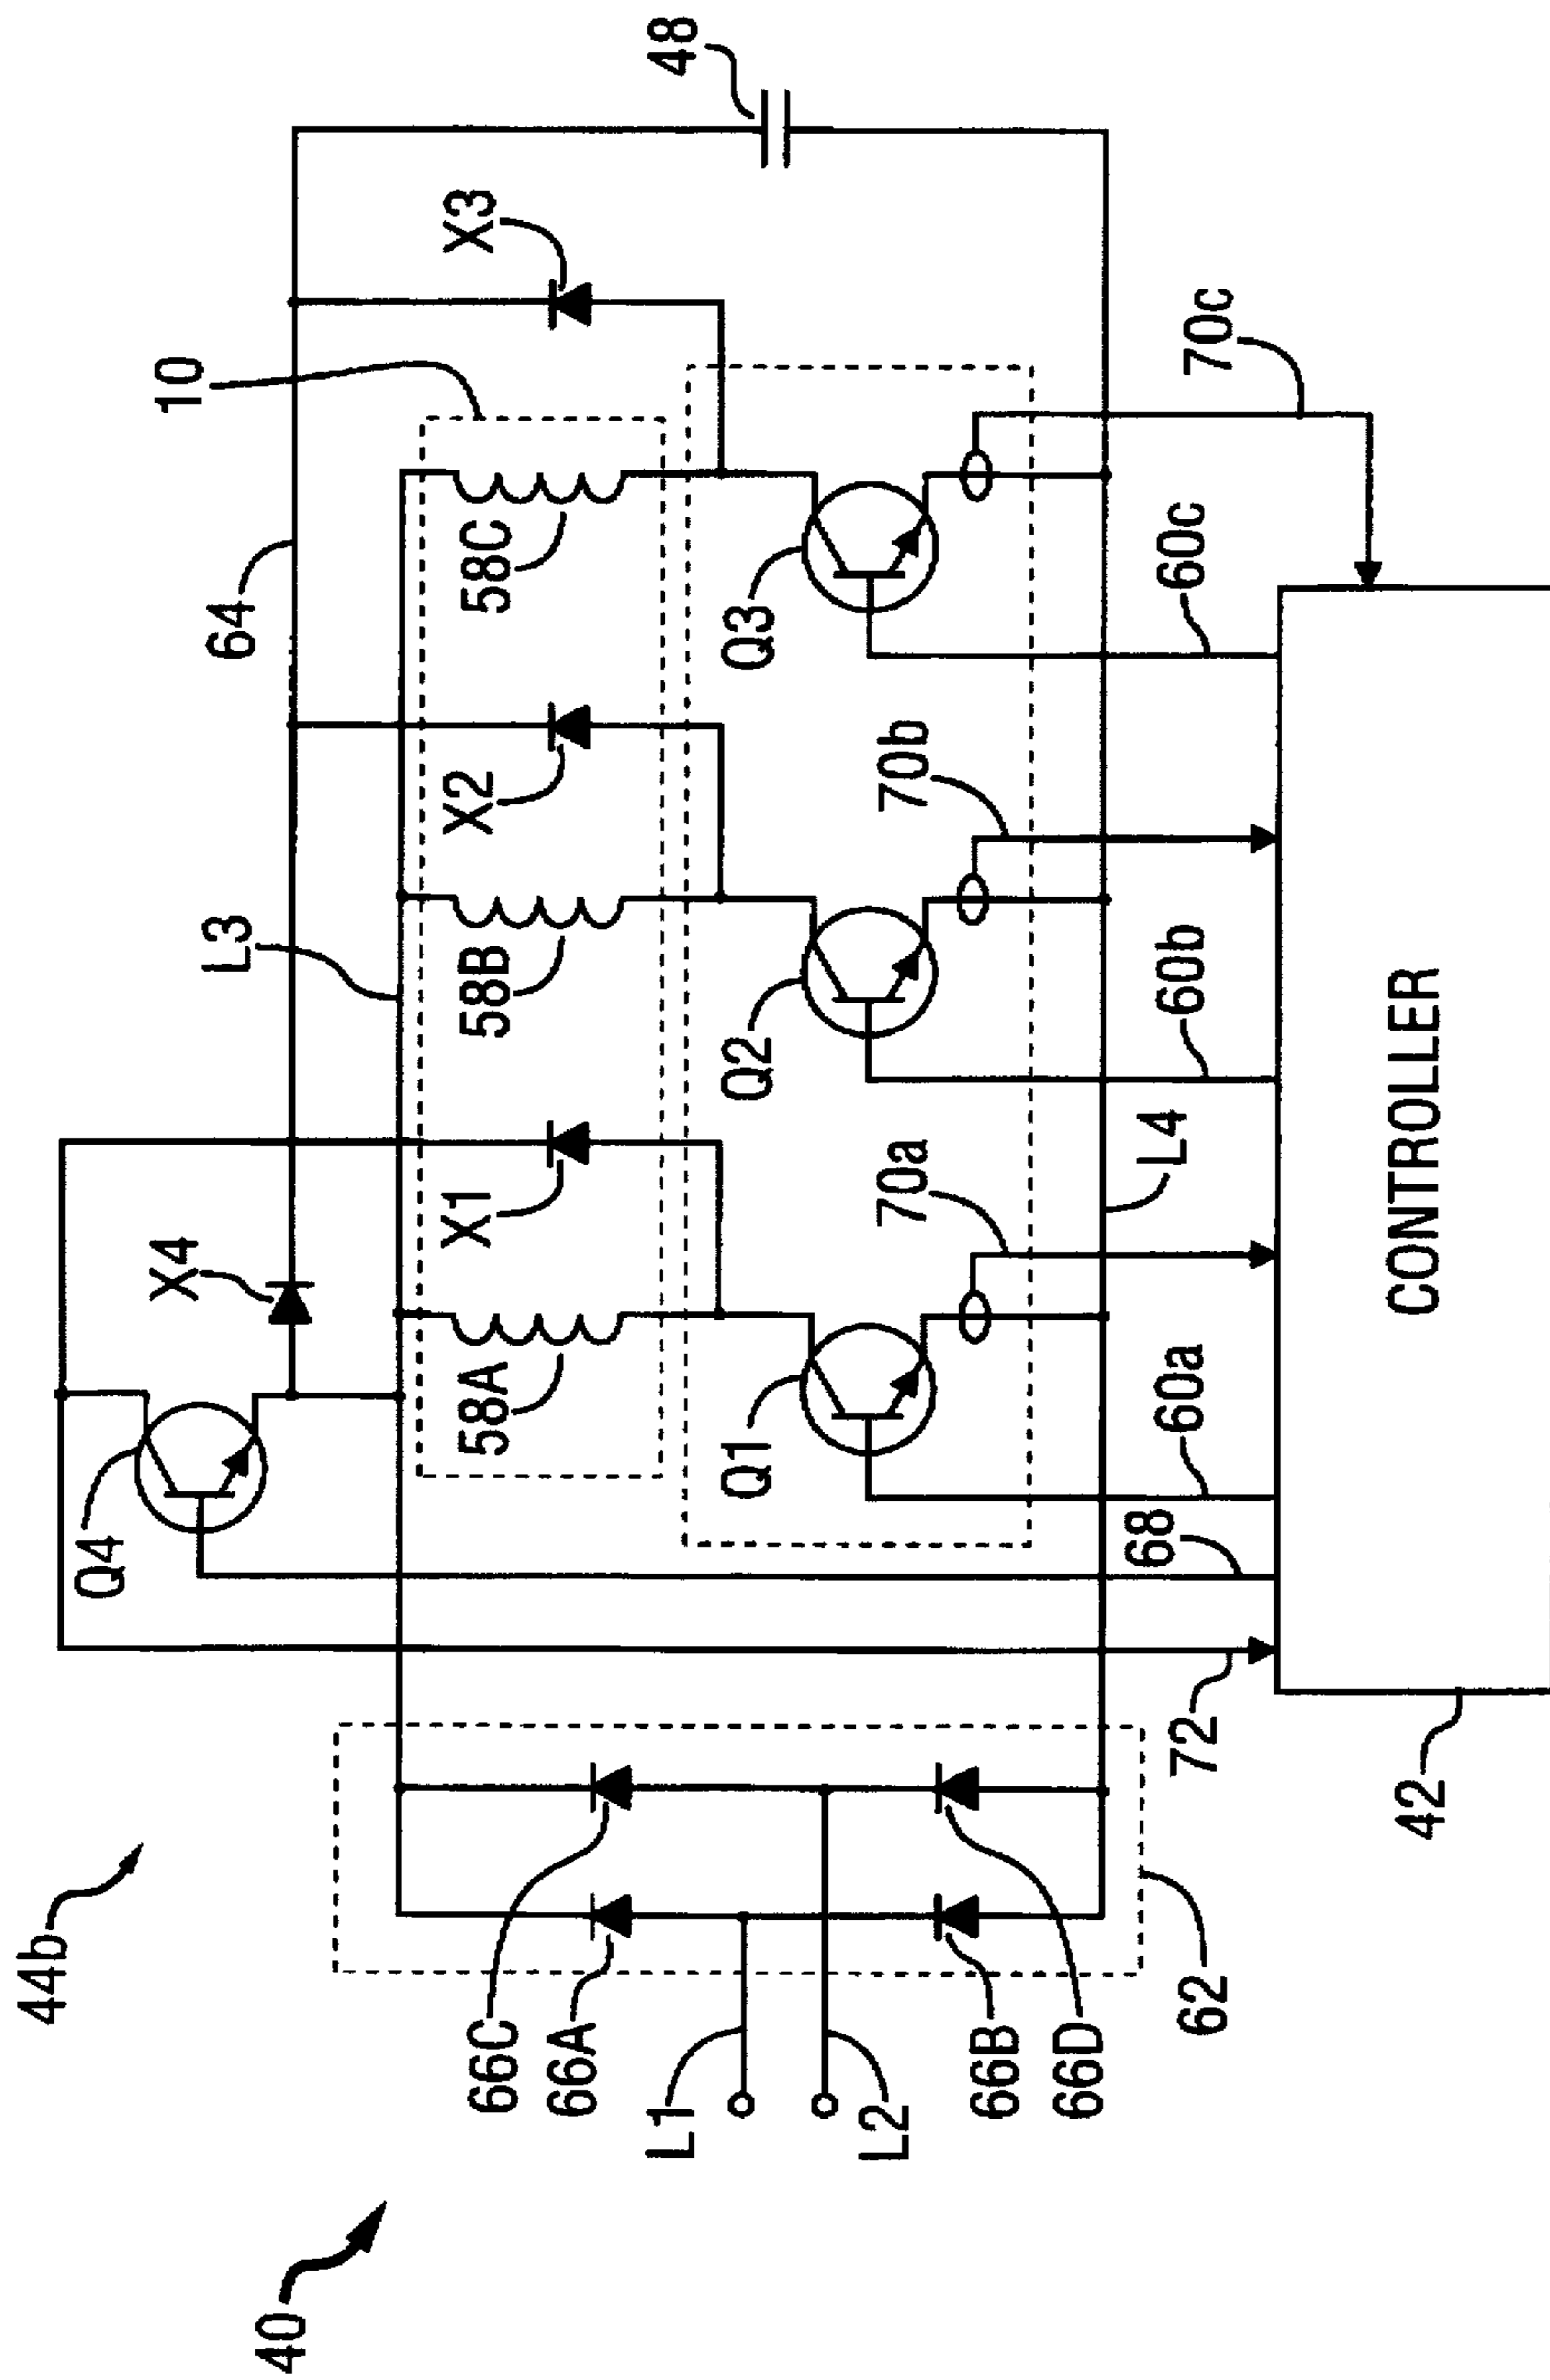 40
44b
Q4
X4
L3
64
10
48
X1
X2
X3
58A
58B
58C
Q1
Q2
Q3
66C
66A
L1
L2
66B
66D
62
72
68
60a
70a
L4
60b
70b
60c
70c
42
CONTROLLER